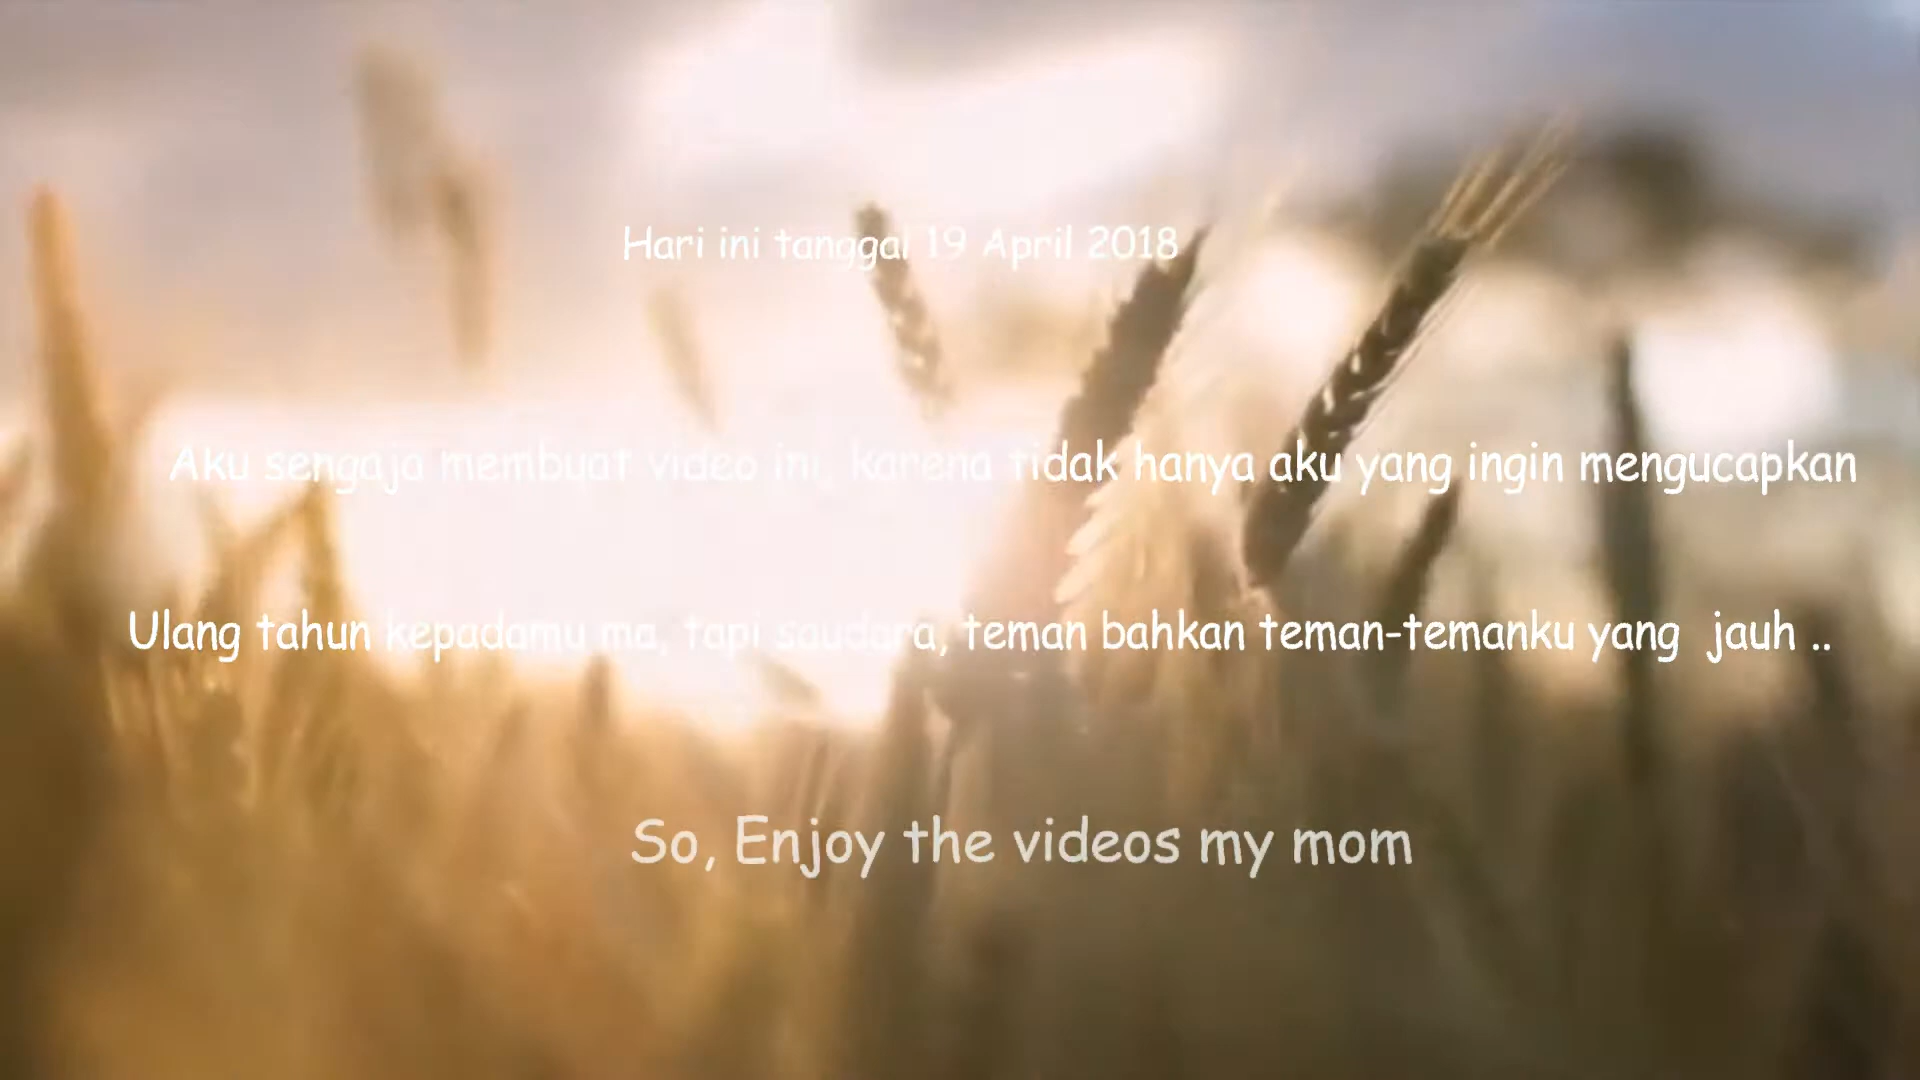 Hari ini tanggal 19 April 2018
Aku sengaja membuat video ini, karena tidak hanya aku yang ingin mengucapkan
Ulang tahun kepadamu ma, tapi saudara, teman bahkan teman-temanku yang jauh ..
So, Enjoy the videos my mom